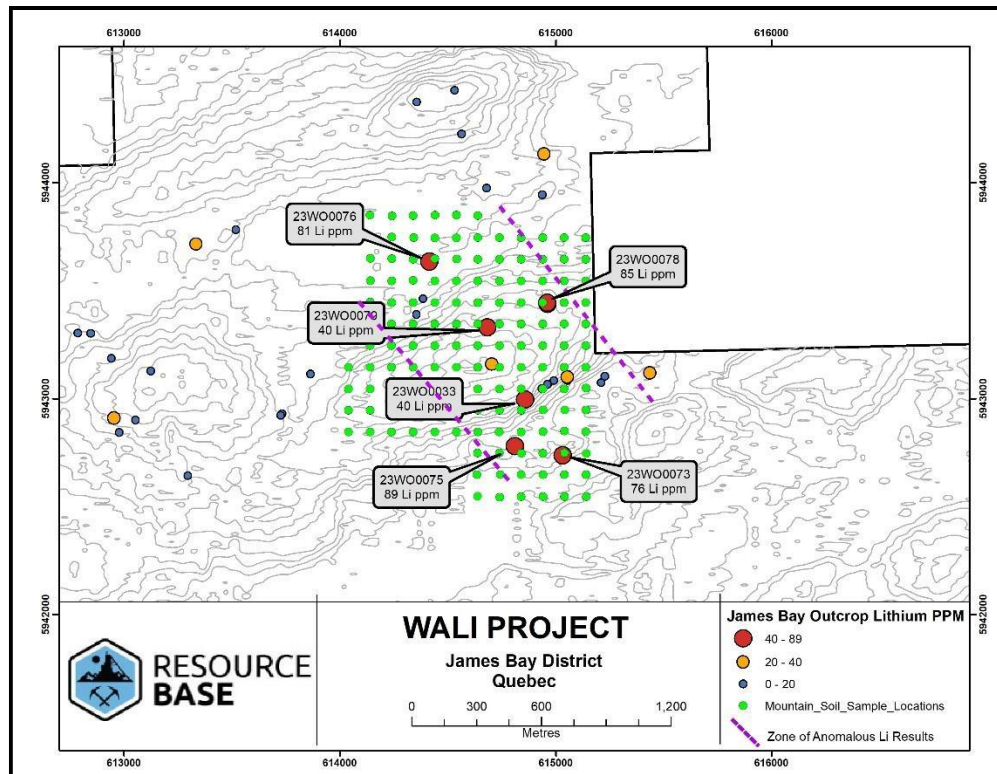 613000 614000 615000 616000
5944000
5943000
5942000
5944000
5943000
5942000
23WO0076
81 Li ppm
23WO0078
85 Li ppm
23WO0079
40 Li ppm
23WO0033
40 Li ppm
23WO0075
89 Li ppm
23WO0073
76 Li ppm
RESOURCE
BASE
WALI PROJECT
James Bay District
Quebec
0 300 600 1,200
Metres
James Bay Outcrop Lithium PPM
40 - 89
20 - 40
0 - 20
Mountain_Soil_Sample_Locations
Zone of Anomalous Li Results
613000 614000 615000 616000